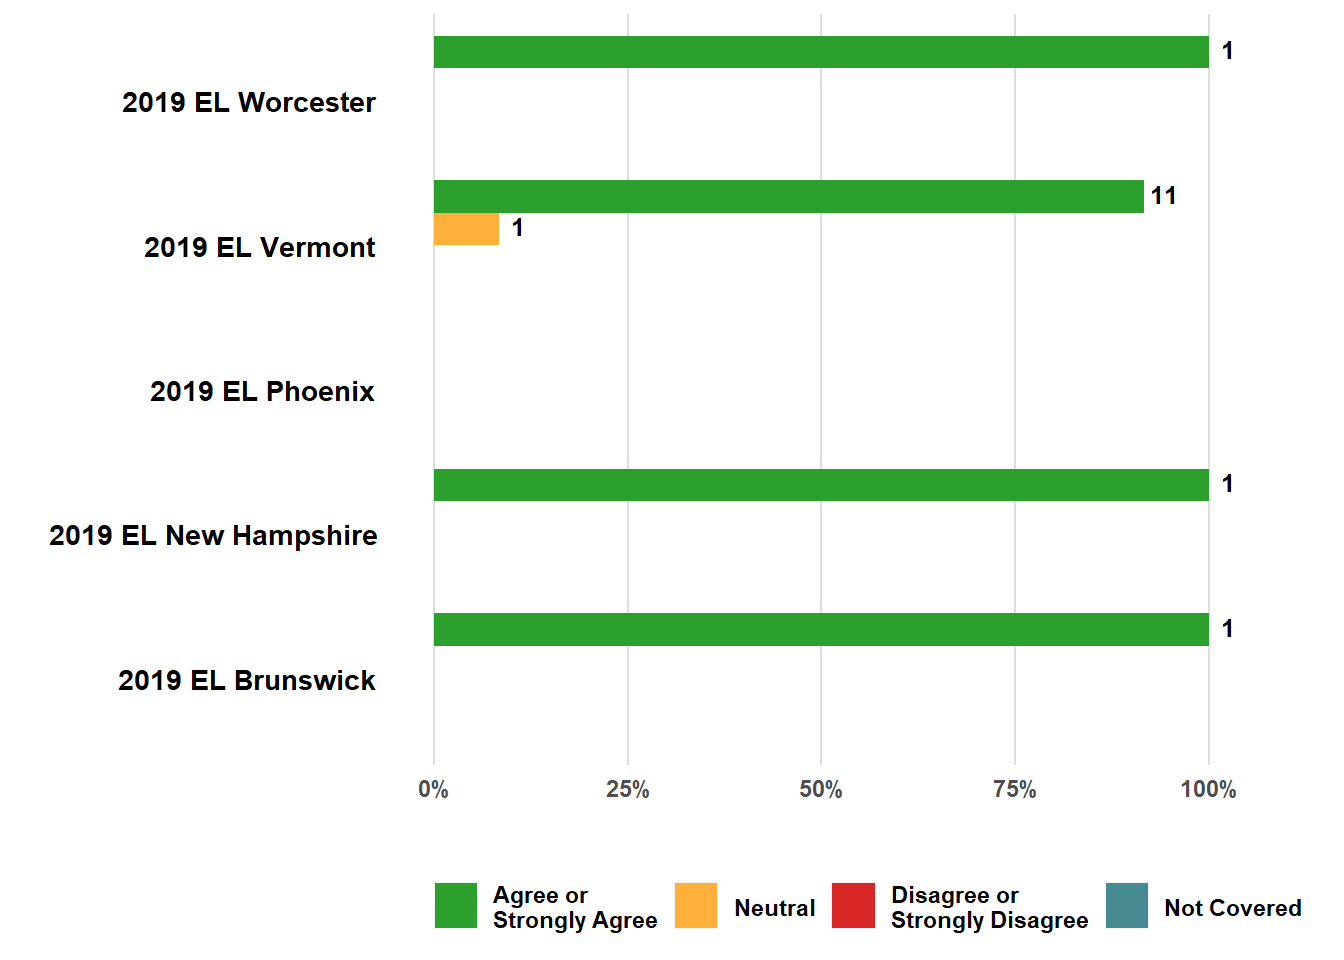 1
2019 EL Worcester
11
1
2019 EL Vermont
2019 EL Phoenix
1
2019 EL New Hampshire
1
2019 EL Brunswick
0% 25% 50% 75% 100%
Agree or
Strongly Agree
Neutral
Disagree or
Strongly Disagree
Not Covered